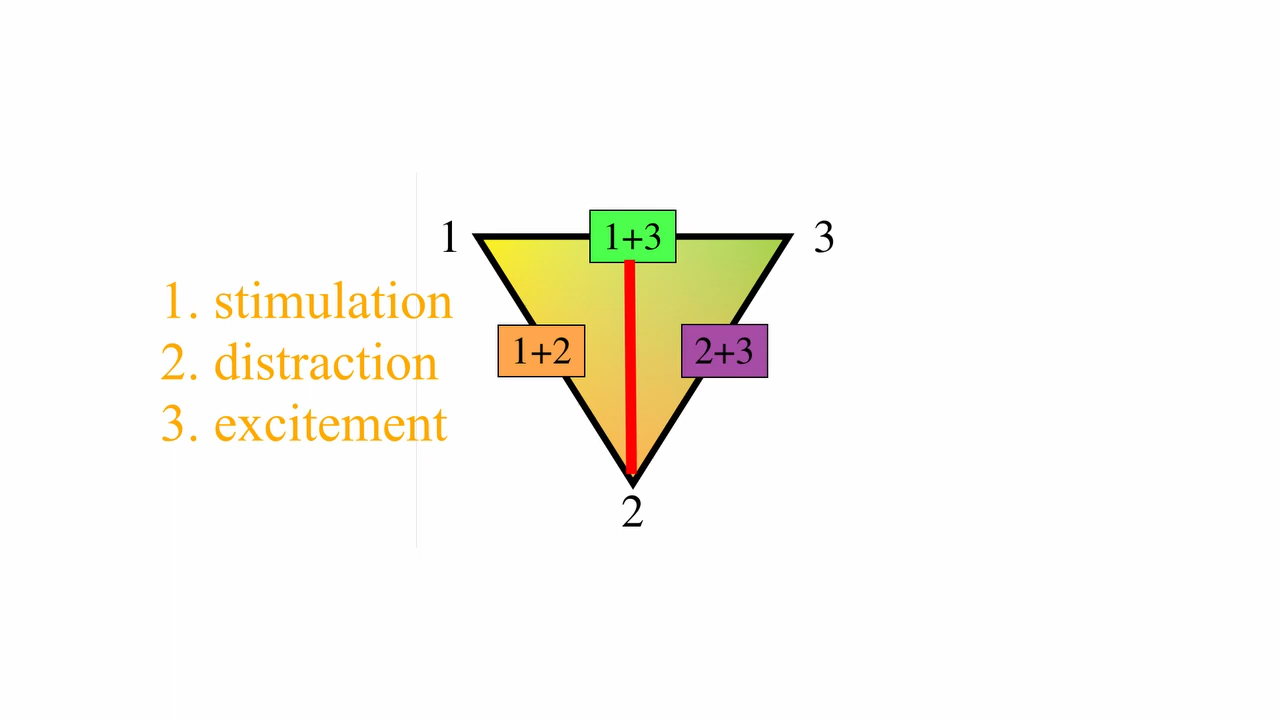 1
1+3
3
1. stimulation
2. distraction
3. excitement
1+2
2+3
2